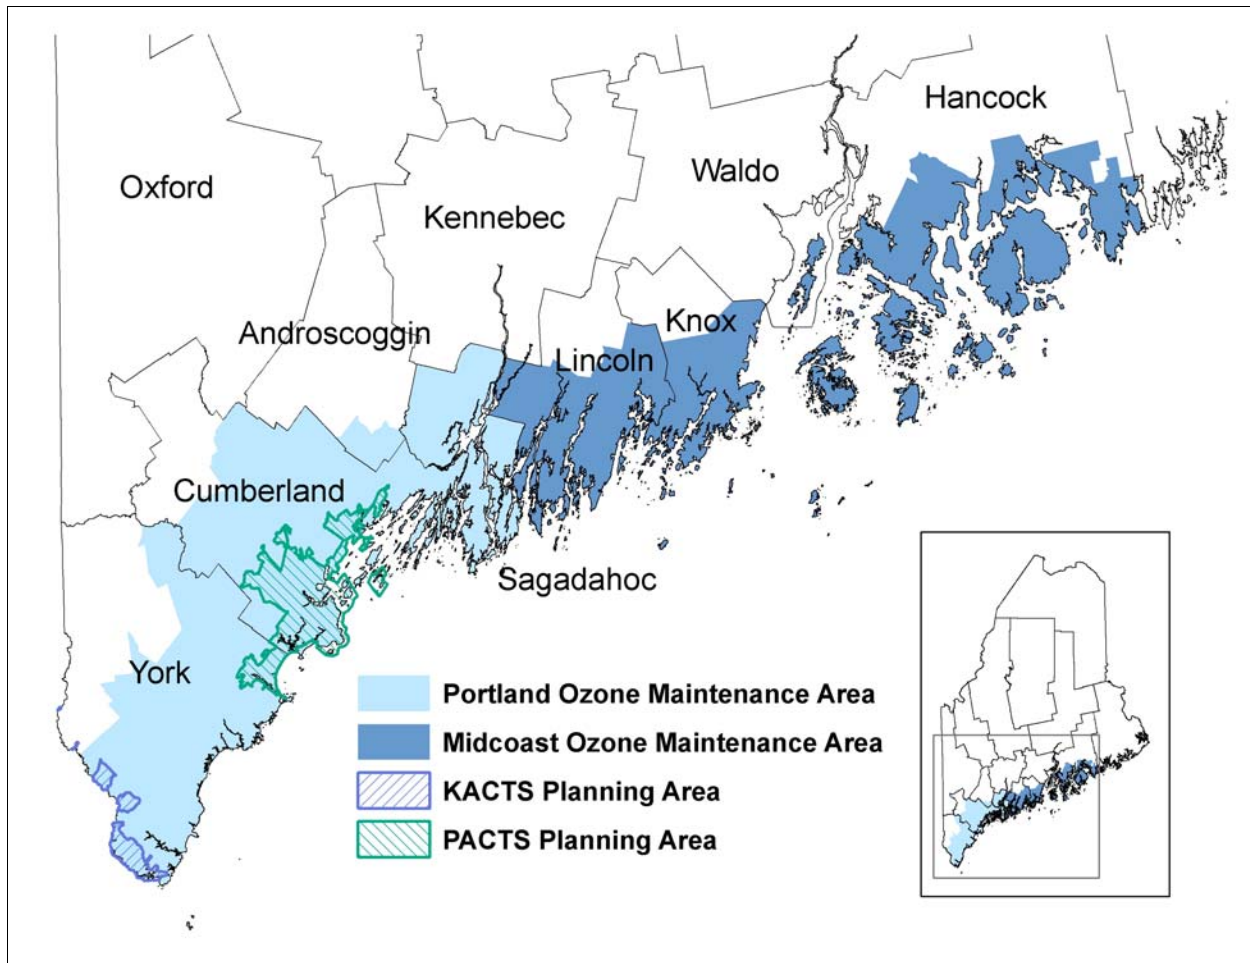 Hancock
Waldo
Oxford
Kennebec
Knox
Androscoggin
Lincoln
Cumberland
Sagadahoc
York
Portland Ozone Maintenance Area
Midcoast Ozone Maintenance Area
KACTS Planning Area
PACTS Planning Area